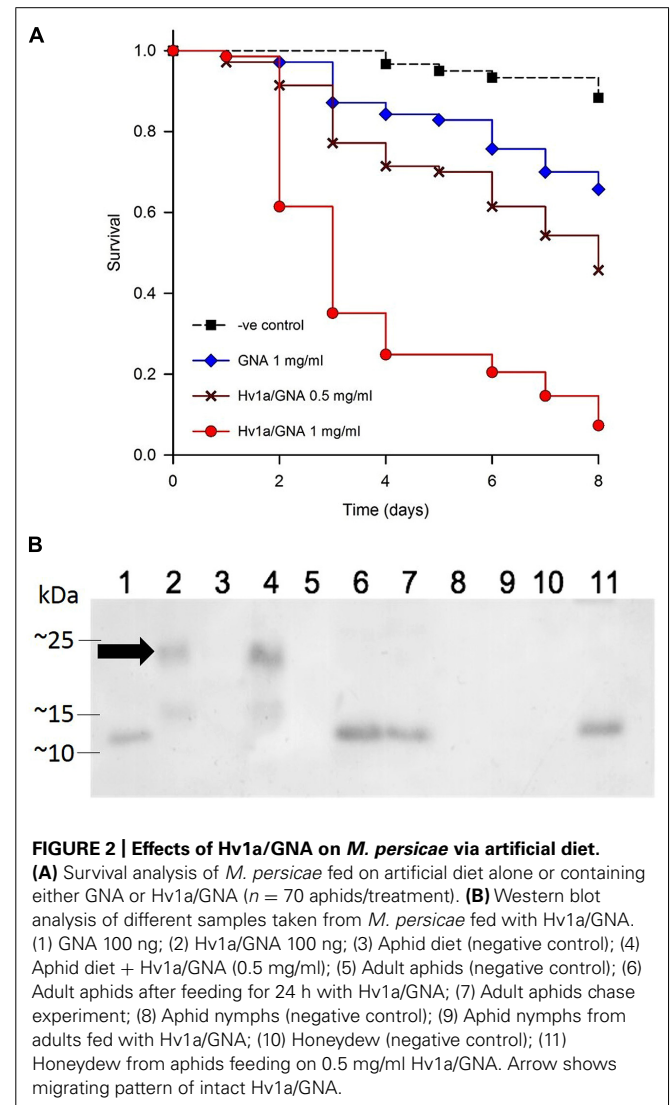 A
1.0
0.8
0.6
0.4
0.2
0.0
Survival
-ve control
GNA 1 mg/ml
Hv1a/GNA 0.5 mg/ml
Hv1a/GNA 1 mg/ml
0 2 4 6 8
Time (days)
B
kDa 1 2 3 4 5 6 7 8 9 10 11
~25
~15
~10
FIGURE 2 | Effects of Hv1a/GNA on M. persicae via artificial diet.
(A) Survival analysis of M. persicae fed on artificial diet alone or containing
either GNA or Hv1a/GNA (n = 70 aphids/treatment). (B) Western blot
analysis of different samples taken from M. persicae fed with Hv1a/GNA.
(1) GNA 100 ng; (2) Hv1a/GNA 100 ng; (3) Aphid diet (negative control); (4)
Aphid diet + Hv1a/GNA (0.5 mg/ml); (5) Adult aphids (negative control); (6)
Adult aphids after feeding for 24 h with Hv1a/GNA; (7) Adult aphids chase
experiment; (8) Aphid nymphs (negative control); (9) Aphid nymphs from
adults fed with Hv1a/GNA; (10) Honeydew (negative control); (11)
Honeydew from aphids feeding on 0.5 mg/ml Hv1a/GNA. Arrow shows
migrating pattern of intact Hv1a/GNA.